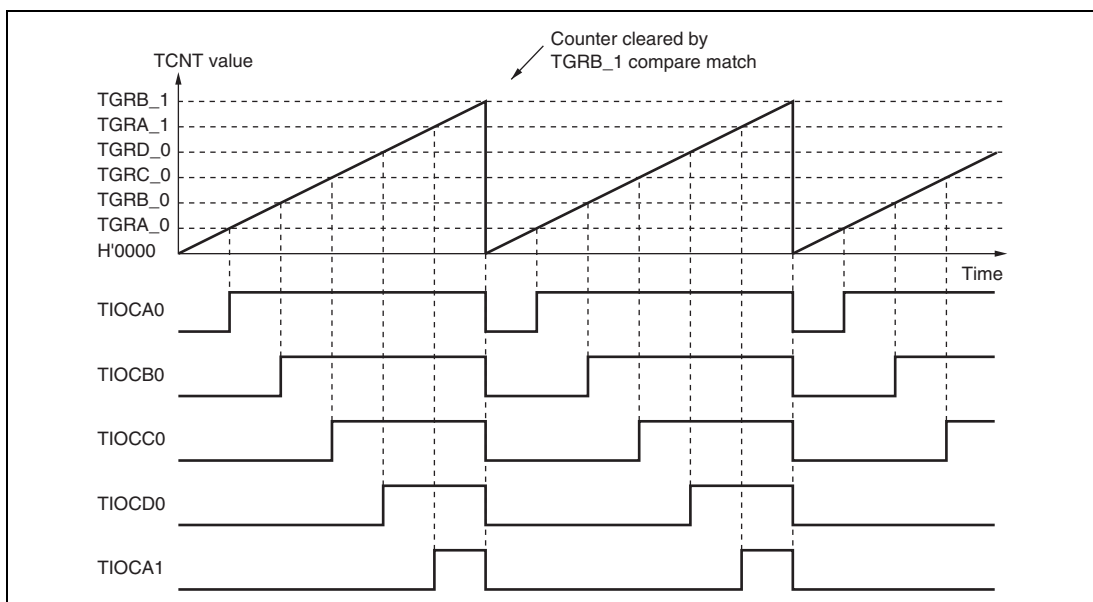 Counter cleared by
TGRB_1 compare match
TCNT value
TGRB_1
TGRA_1
TGRD_0
TGRC_0
TGRB_0
TGRA_0
H'0000
Time
TIOCA0
TIOCB0
TIOCC0
TIOCD0
TIOCA1